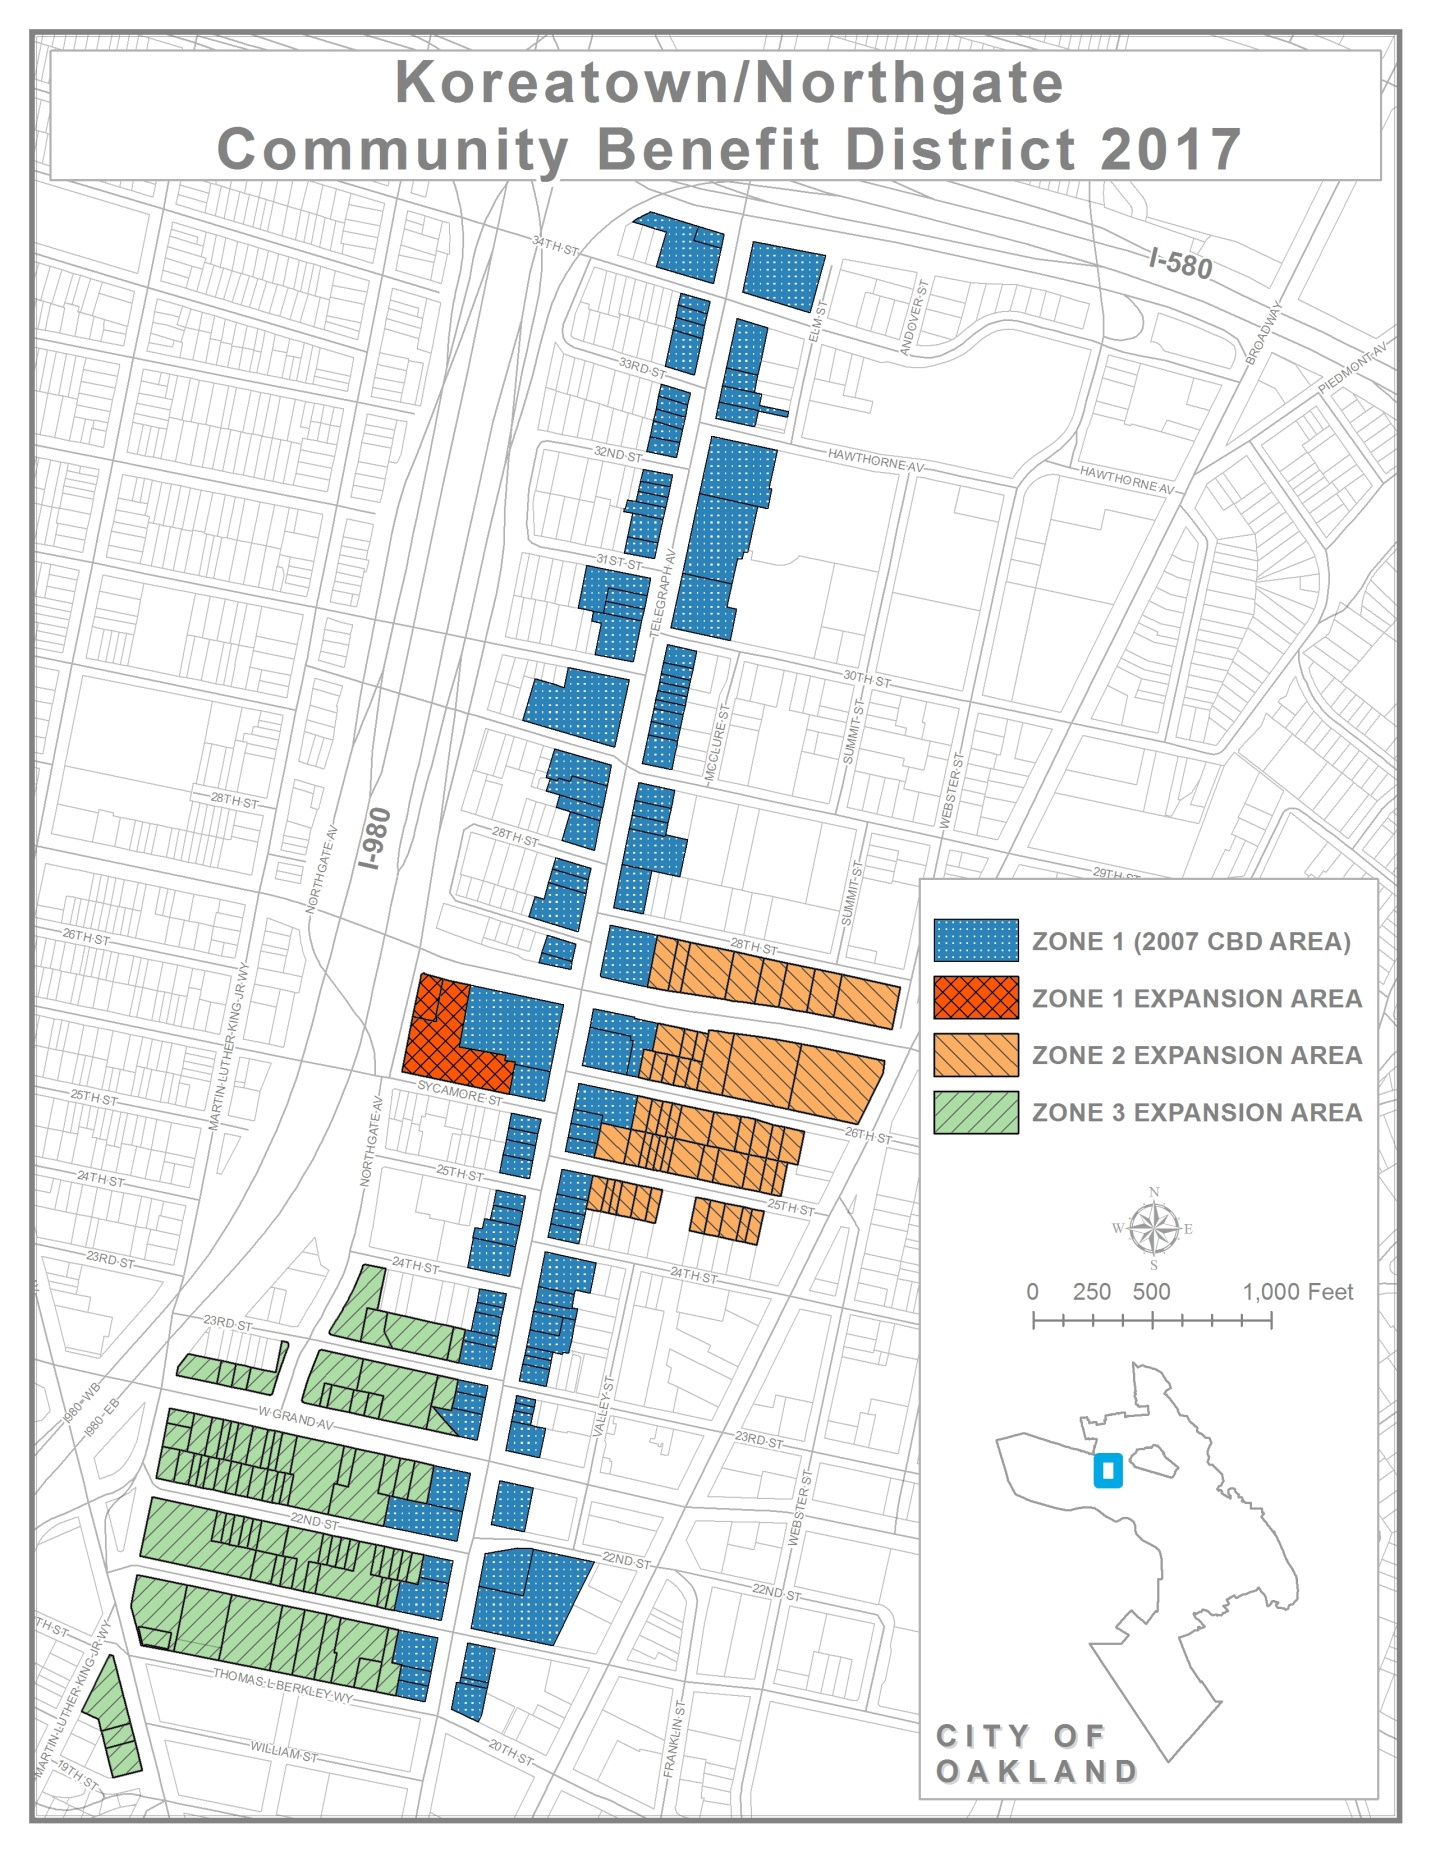 Koreatown/Northgate
Community Benefit District 2017
I-580
34TH ST
ELM ST
ANDOVER ST
BROADWAY
PIEDMONT AV
33RD ST
32ND ST
HAWTHORNE AV
HAWTHORNE AV
31ST ST
TELEGRAPH AV
30TH ST
MCCLURE ST
SUMMIT ST
WEBSTER ST
28TH ST
NORTHGATE AV
I-980
28TH ST
29TH ST
SUMMIT ST
26TH ST
28TH ST
MARTIN LUTHER KING JR WY
ZONE 1 (2007 CBD AREA)
ZONE 1 EXPANSION AREA
ZONE 2 EXPANSION AREA
ZONE 3 EXPANSION AREA
25TH ST
SYCAMORE ST
26TH ST
NORTHGATE AV
24TH ST
25TH ST
25TH ST
N
W E
S
23RD ST
24TH ST
24TH ST
0 250 500 1,000 Feet
23RD ST
I980-WB
I980-EB
W GRAND AV
VALLEY ST
23RD ST
WEBSTER ST
22ND ST
22ND ST
22ND ST
TH ST
MARTIN LUTHER KING JR WY
THOMAS L BERKLEY WY
FRANKLIN ST
WILLIAM ST
20TH ST
19TH ST
CITY OF
OAKLAND